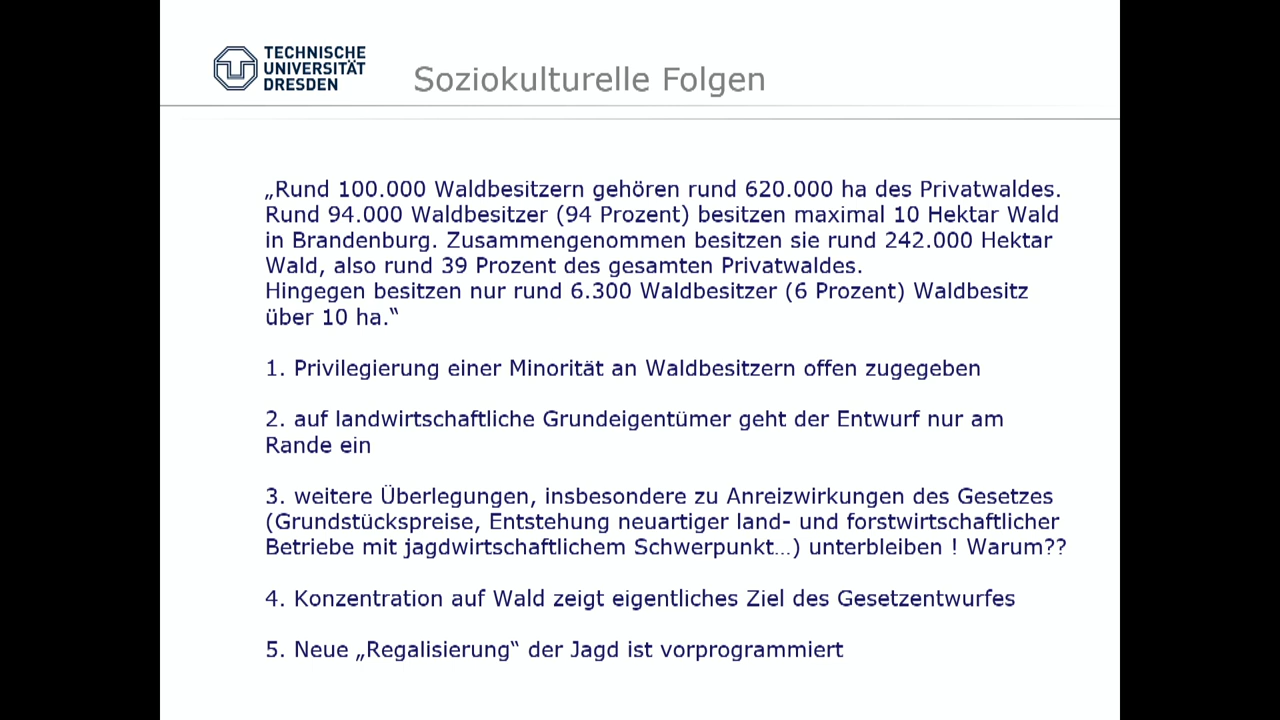 TECHNISCHE
UNIVERSITÄT
DRESDEN
Soziokulturelle Folgen
„Rund 100.000 Waldbesitzern gehören rund 620.000 ha des Privatwaldes.
Rund 94.000 Waldbesitzer (94 Prozent) besitzen maximal 10 Hektar Wald
in Brandenburg. Zusammengenommen besitzen sie rund 242.000 Hektar
Wald, also rund 39 Prozent des gesamten Privatwaldes.
Hingegen besitzen nur rund 6.300 Waldbesitzer (6 Prozent) Waldbesitz
über 10 ha.“
1. Privilegierung einer Minorität an Waldbesitzern offen zugegeben
2. auf landwirtschaftliche Grundeigentümer geht der Entwurf nur am
Rande ein
3. weitere Überlegungen, insbesondere zu Anreizwirkungen des Gesetzes
(Grundstückspreise, Entstehung neuartiger land- und forstwirtschaftlicher
Betriebe mit jagdwirtschaftlichem Schwerpunkt…) unterbleiben ! Warum??
4. Konzentration auf Wald zeigt eigentliches Ziel des Gesetzentwurfes
5. Neue „Regalisierung“ der Jagd ist vorprogrammiert